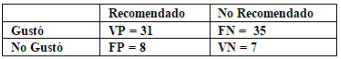 Recomendado No Recomendado
Gustó VP = 31 FN = 35
No Gustó FP = 8 VN = 7